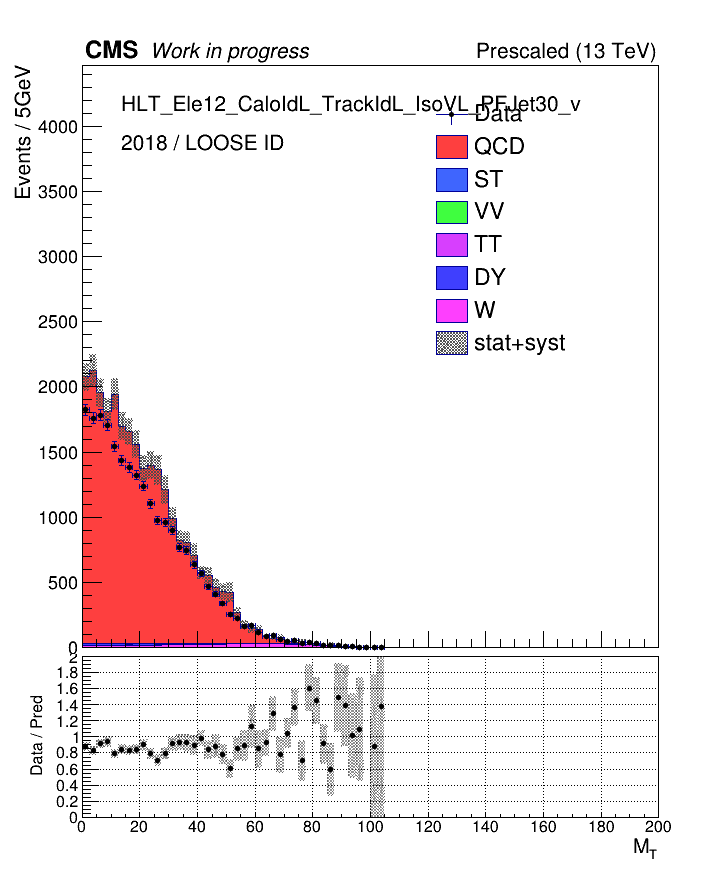 CMS Work in progress Prescaled (13 TeV)
HLT_Ele12_CaloIdL_TrackIdL_IsoVL_PFJet30_v
2018 / LOOSE ID
Data
QCD
ST
VV
TT
DY
W
stat+syst
Events / 5GeV
4000
3500
3000
2500
2000
1500
1000
500
0
Data / Pred
2
1.8
1.6
1.4
1.2
1
0.8
0.6
0.4
0.2
0
0 20 40 60 80 100 120 140 160 180 200
M_T